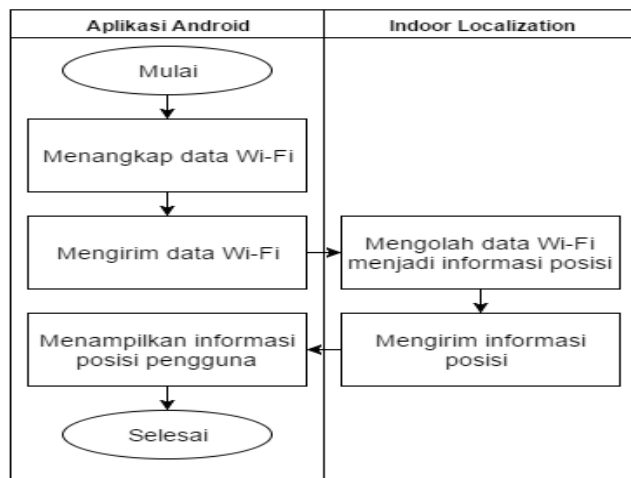 Aplikasi Android
Indoor Localization
Mulai
Menangkap data Wi-Fi
Mengirim data Wi-Fi
Mengolah data Wi-Fi
menjadi informasi posisi
Menampilkan informasi
posisi pengguna
Mengirim informasi
posisi
Selesai